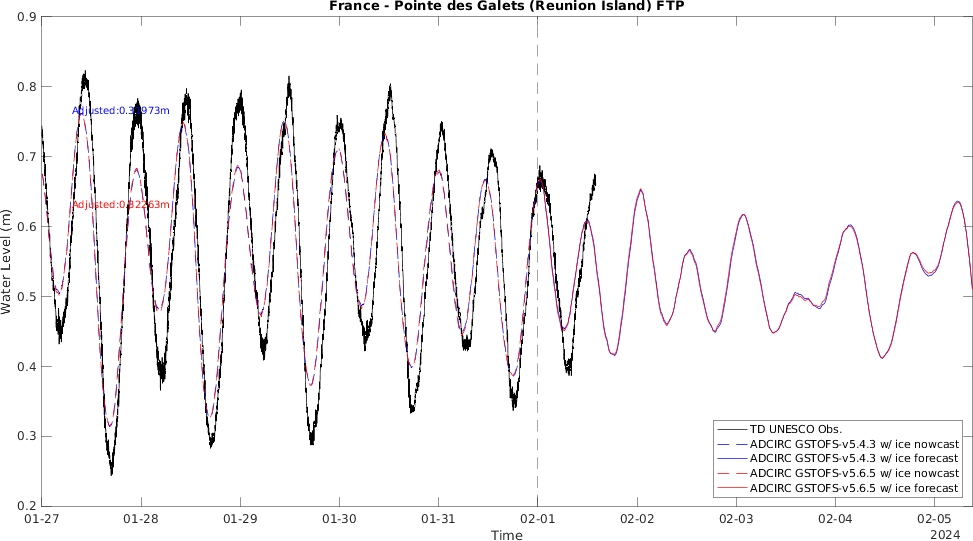 France - Pointe des Galets (Reunion Island) FTP
0.9
0.8
0.7
0.6
0.5
0.4
0.3
0.2
Water Level (m)
Adjusted:0.32263m
01-27
01-28
01-29
01-30
01-31
02-01
02-02
02-03
02-04
02-05
2024
Time
TD UNESCO Obs.
ADCIRC GSTOFS-v5.4.3 w/ ice nowcast
ADCIRC GSTOFS-v5.4.3 w/ ice forecast
ADCIRC GSTOFS-v5.6.5 w/ ice nowcast
ADCIRC GSTOFS-v5.6.5 w/ ice forecast